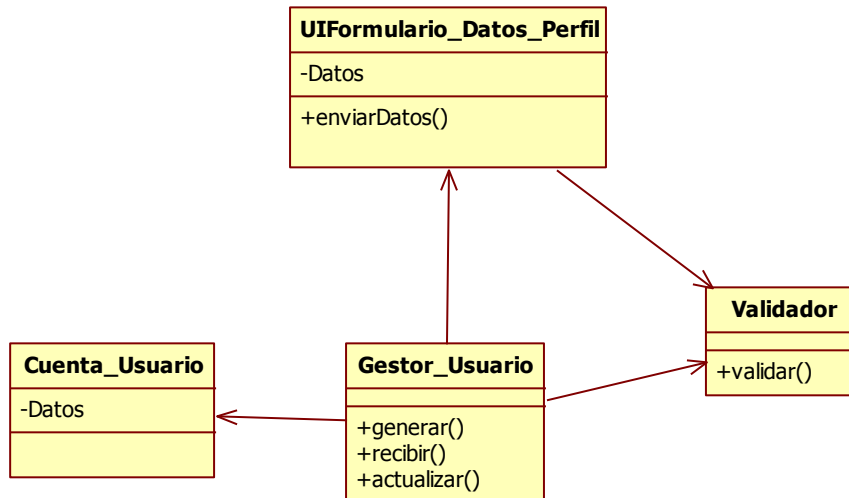 UIFormulario_Datos_Perfil
-Datos
+enviarDatos()
Validador
+validar()
Cuenta_Usuario
-Datos
Gestor_Usuario
+generar()
+recibir()
+actualizar()